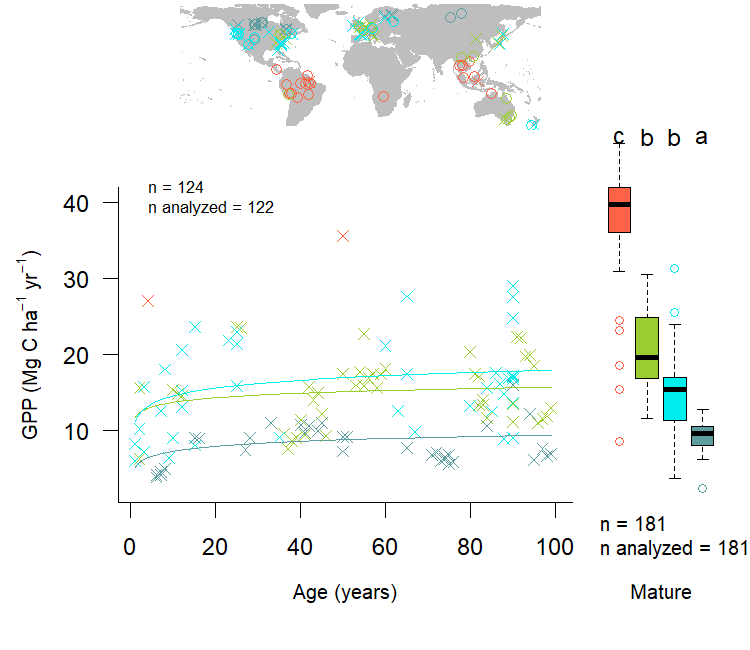 c b b a
n = 124
n analyzed = 122
GPP (Mg C ha⁻¹ yr⁻¹)
40
30
20
10
0 20 40 60 80 100
Age (years)
n = 181
n analyzed = 181
Mature